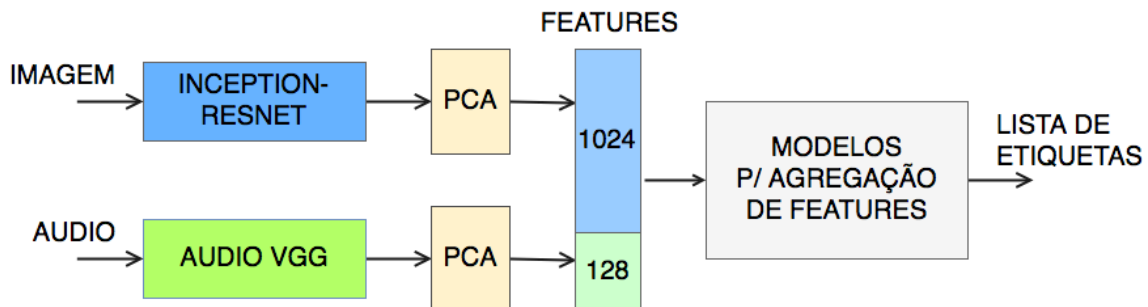 FEATURES
IMAGEM
INCEPTION-
RESNET
PCA
1024
MODELOS
P/ AGREGAÇÃO
DE FEATURES
LISTA DE
ETIQUETAS
AUDIO
AUDIO VGG
PCA
128